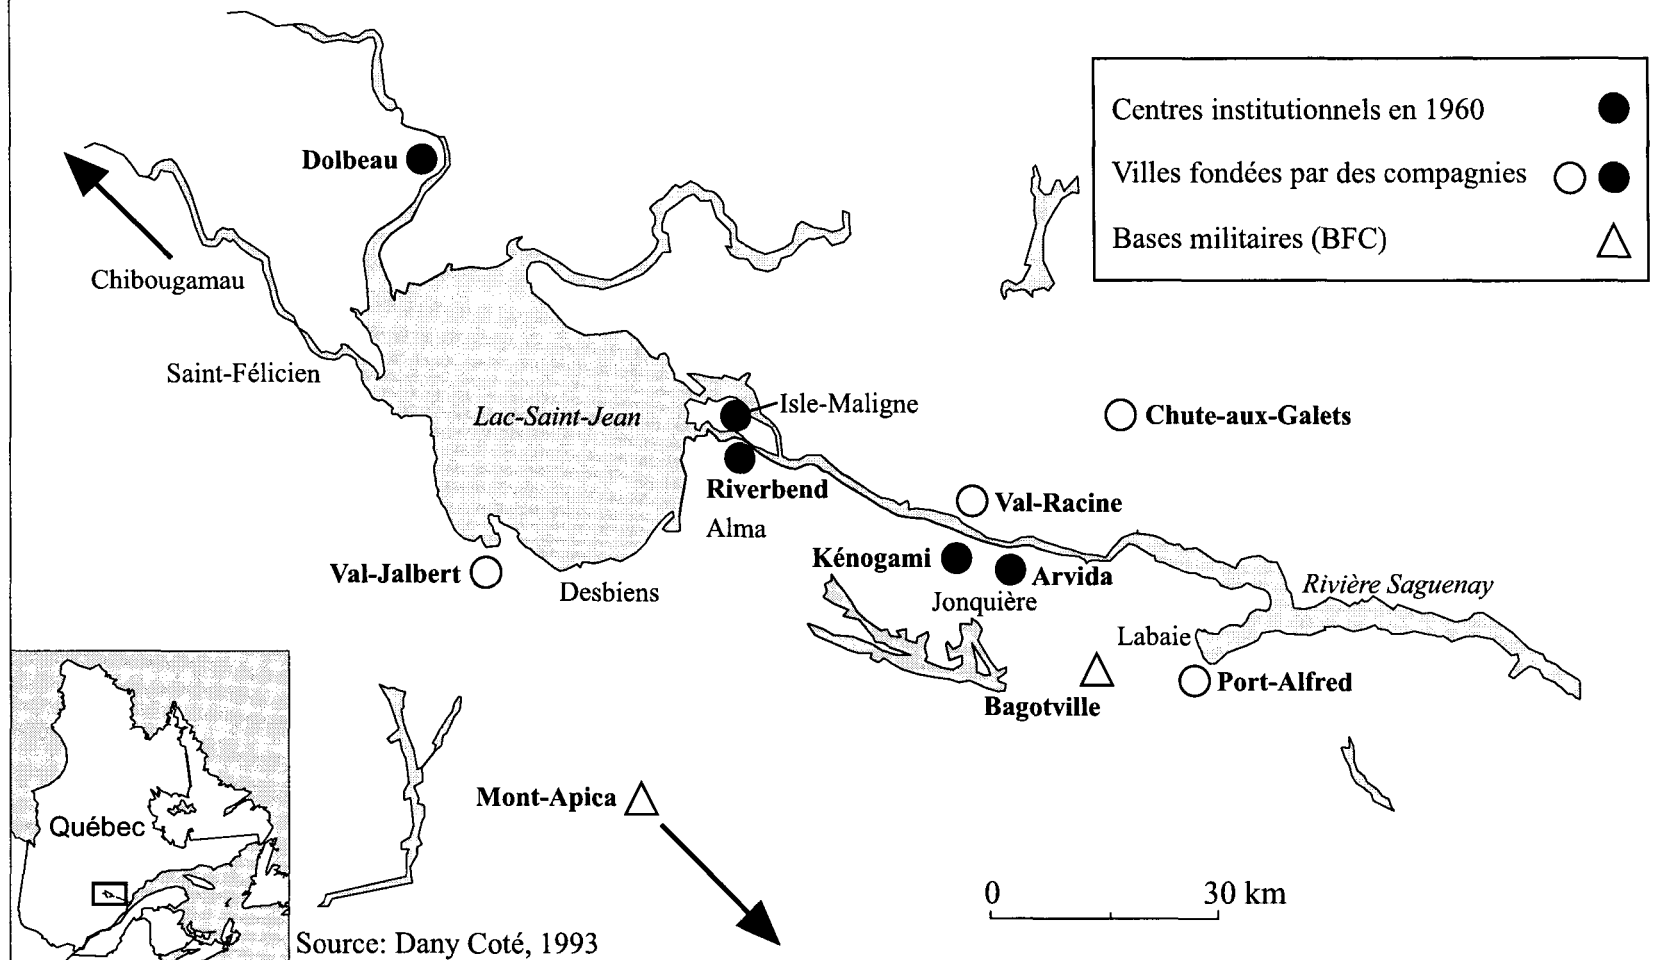 Centres institutionnels en 1960
Villes fondées par des compagnies
Bases militaires (BFC)
Dolbeau
Chibougamau
Saint-Félicien
Lac-Saint-Jean
Isle-Maligne
Chute-aux-Galets
Riverbend
Alma
Val-Racine
Kénogami
Arvida
Val-Jalbert
Desbiens
Jonquière
Rivière Saguenay
Labaie
Port-Alfred
Bagotville
Mont-Apica
Québec
0 30 km
Source: Dany Coté, 1993